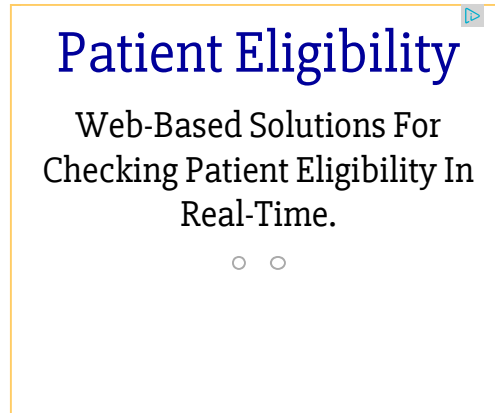 Patient Eligibility
Web-Based Solutions For
Checking Patient Eligibility In
Real-Time.